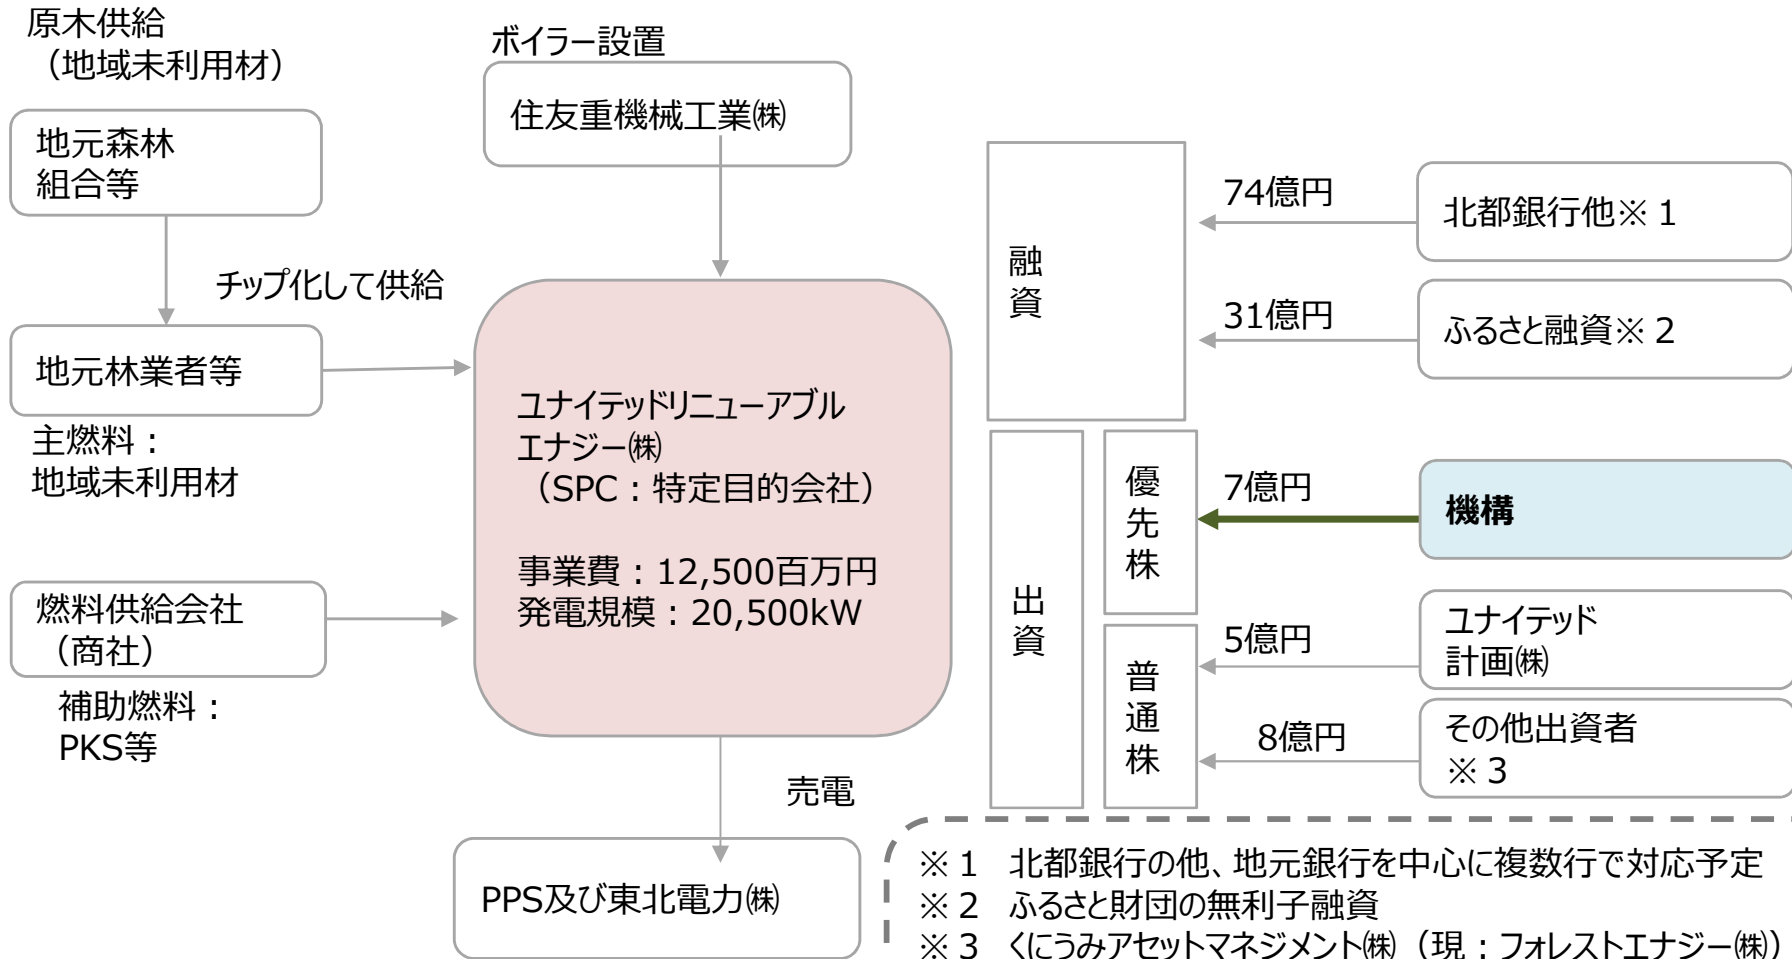 原木供給
（地域未利用材）
地元森林
組合等
チップ化して供給
地元林業者等
主燃料：
地域未利用材
燃料供給会社
（商社）
補助燃料：
PKS等
ボイラー設置
住友重機械工業㈱
ユナイテッドリニューアブル
エナジー㈱
（SPC：特定目的会社）
事業費：12,500百万円
発電規模：20,500kW
売電
PPS及び東北電力㈱
融資
74億円
北都銀行他※１
31億円
ふるさと融資※２
出資
優先株
7億円
機構
普通株
5億円
ユナイテッド
計画㈱
8億円
その他出資者
※３
※１　北都銀行の他、地元銀行を中心に複数行で対応予定
※２　ふるさと財団の無利子融資
※３　くにうみアセットマネジメント㈱（現：フォレストエナジー㈱）